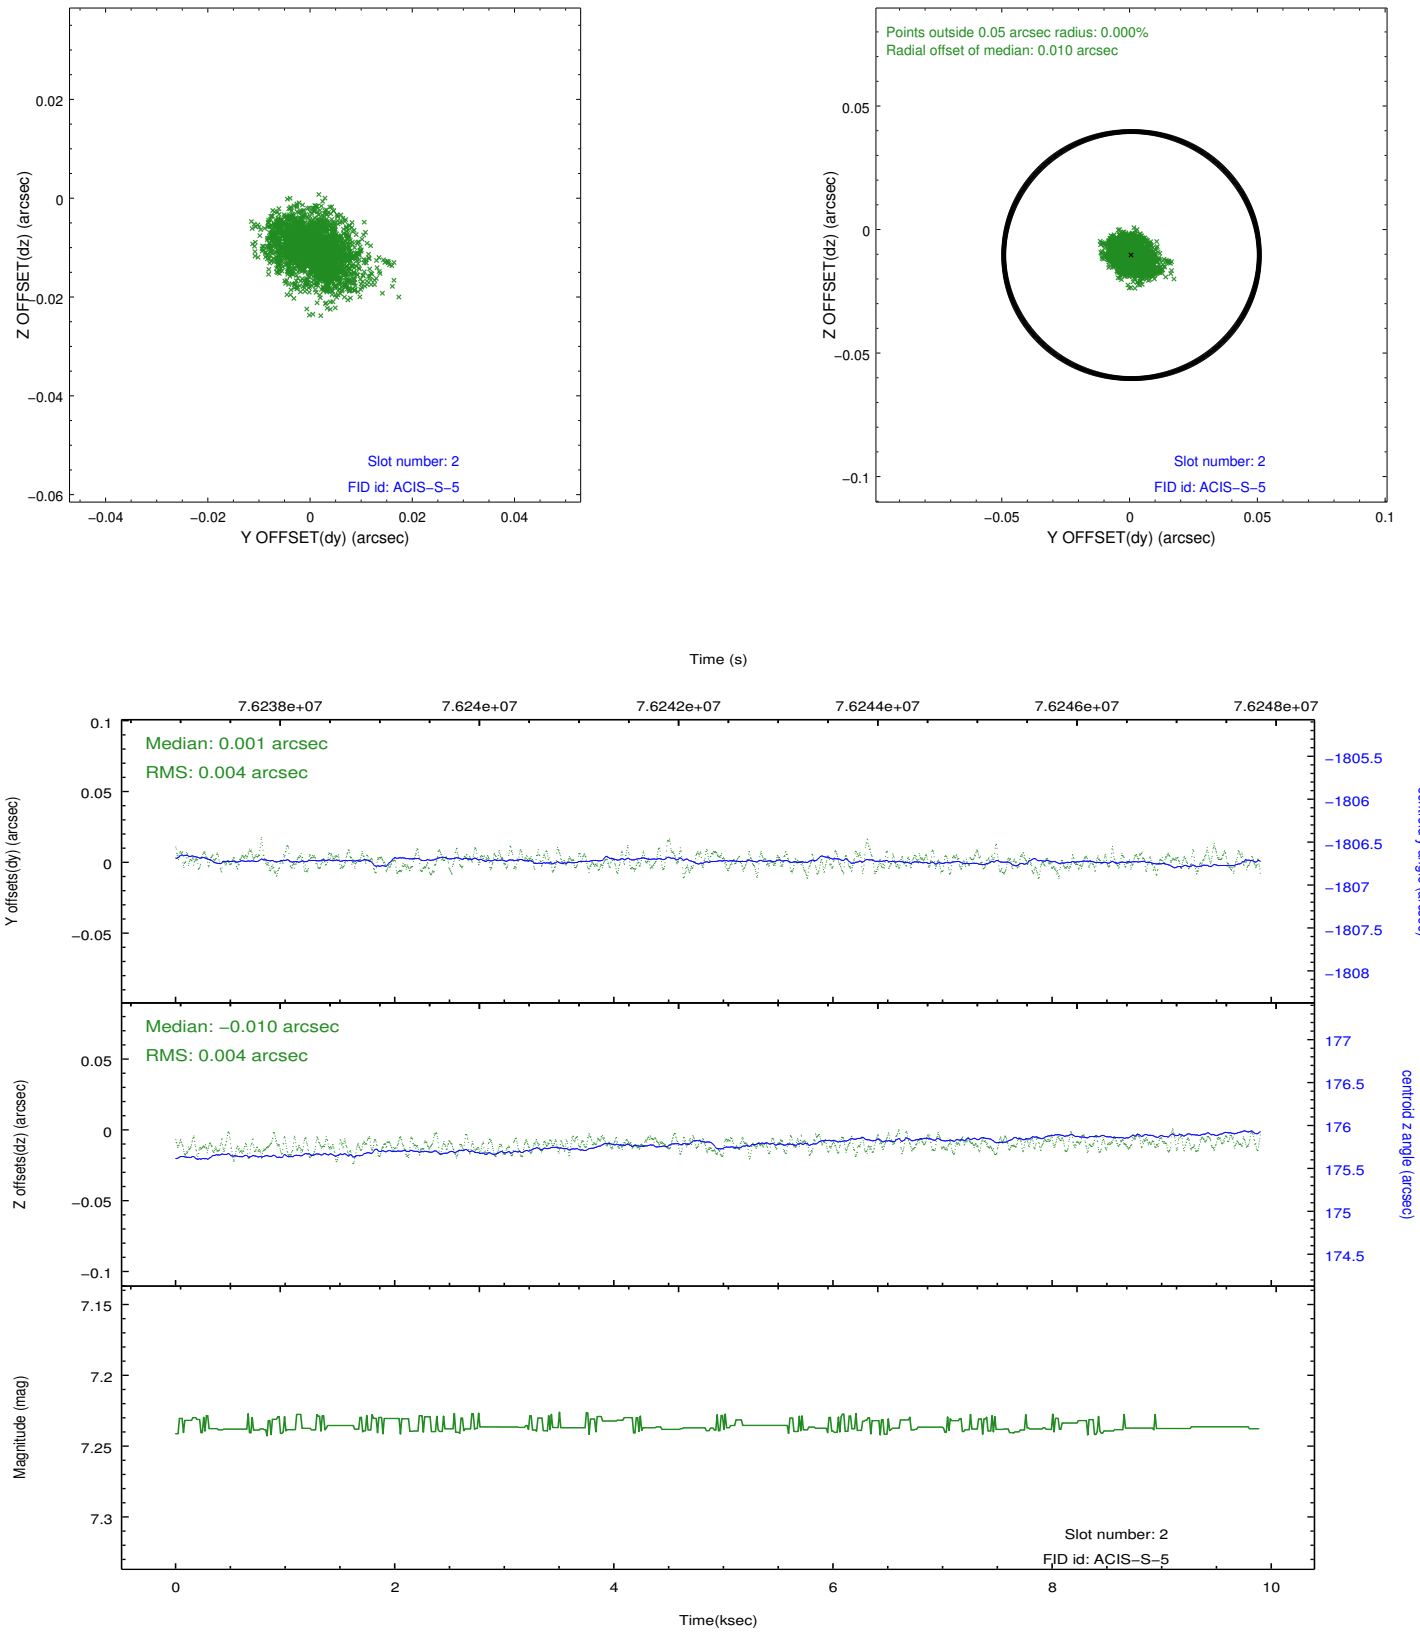 0.02
0
−0.02
−0.04
−0.06
Z OFFSET(dz) (arcsec)
Slot number: 2
FID id: ACIS−S−5
−0.04
−0.02
0
0.02
0.04
Y OFFSET(dy) (arcsec)
Points outside 0.05 arcsec radius: 0.000%
Radial offset of median: 0.010 arcsec
0.05
0
−0.05
−0.1
Z OFFSET(dz) (arcsec)
Slot number: 2
FID id: ACIS−S−5
−0.05
0
0.05
0.1
Y OFFSET(dy) (arcsec)
Time (s)
7.6238e+07
7.624e+07
7.6242e+07
7.6244e+07
7.6246e+07
7.6248e+07
Median: 0.001 arcsec
RMS: 0.004 arcsec
0.1
0.05
0
−0.05
Y offsets(dy) (arcsec)
−1805.5
−1806
−1806.5
−1807
−1807.5
−1808
centroid y angle (arcsec)
Median: −0.010 arcsec
RMS: 0.004 arcsec
0.05
0
−0.05
−0.1
Z offsets(dz) (arcsec)
177
176.5
176
175.5
175
174.5
centroid z angle (arcsec)
7.15
7.2
7.25
7.3
Magnitude (mag)
Slot number: 2
FID id: ACIS−S−5
0
2
4
6
8
10
Time(ksec)